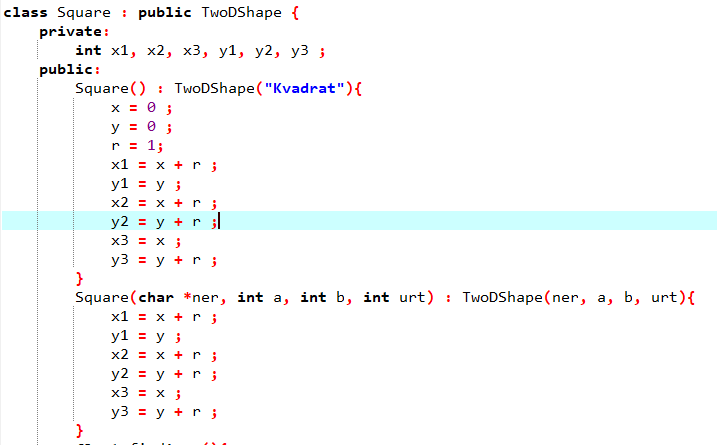 class Square : public TwoDShape {
private:
int x1, x2, x3, y1, y2, y3 ;
public:
Square() : TwoDShape("Kvadrat"){
x = 0 ;
y = 0 ;
r = 1;
x1 = x + r ;
y1 = y ;
x2 = x + r ;
y2 = y + r ;
x3 = x ;
y3 = y + r ;
}
Square(char *ner, int a, int b, int urt) : TwoDShape(ner, a, b, urt){
x1 = x + r ;
y1 = y ;
x2 = x + r ;
y2 = y + r ;
x3 = x ;
y3 = y + r ;
}